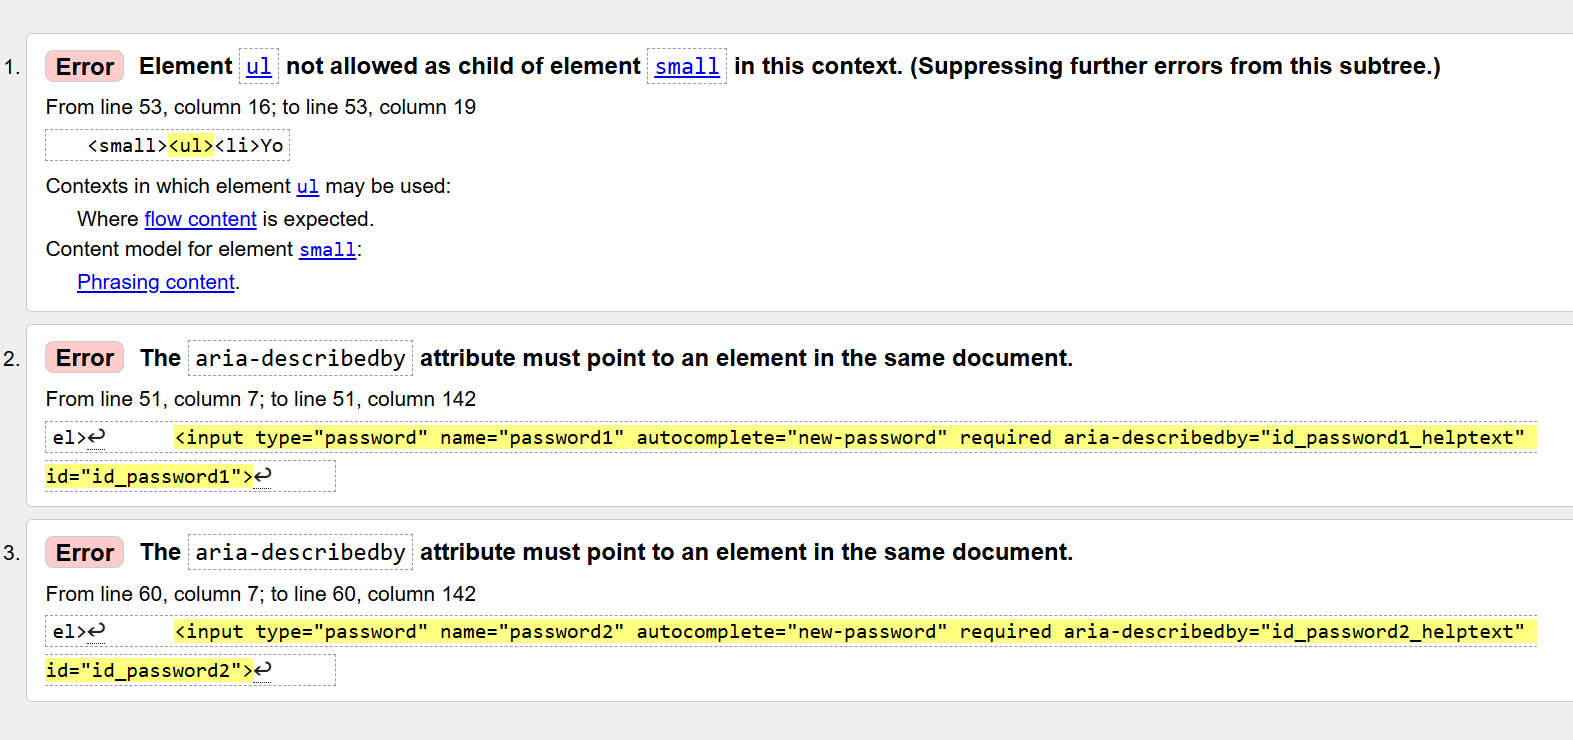 1. Error Element ul not allowed as child of element small in this context. (Suppressing further errors from this subtree.)
From line 53, column 16; to line 53, column 19
<small><ul><li>Yo
Contexts in which element ul may be used:
Where flow content is expected.
Content model for element small:
Phrasing content.
2. Error The aria-describedby attribute must point to an element in the same document.
From line 51, column 7; to line 51, column 142
el>↩ <input type="password" name="password1" autocomplete="new-password" required aria-describedby="id_password1_helptext"
id="id_password1">↩
3. Error The aria-describedby attribute must point to an element in the same document.
From line 60, column 7; to line 60, column 142
el>↩ <input type="password" name="password2" autocomplete="new-password" required aria-describedby="id_password2_helptext"
id="id_password2">↩